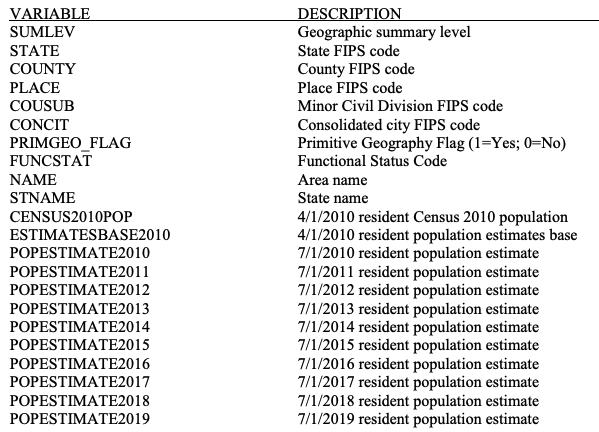 VARIABLE DESCRIPTION
SUMLEV Geographic summary level
STATE State FIPS code
COUNTY County FIPS code
PLACE Place FIPS code
COUSUB Minor Civil Division FIPS code
CONCIT Consolidated city FIPS code
PRIMGEO_FLAG Primitive Geography Flag (1=Yes; 0=No)
FUNCSTAT Functional Status Code
NAME Area name
STNAME State name
CENSUS2010POP 4/1/2010 resident Census 2010 population
ESTIMATESBASE2010 4/1/2010 resident population estimates base
POPESTIMATE2010 7/1/2010 resident population estimate
POPESTIMATE2011 7/1/2011 resident population estimate
POPESTIMATE2012 7/1/2012 resident population estimate
POPESTIMATE2013 7/1/2013 resident population estimate
POPESTIMATE2014 7/1/2014 resident population estimate
POPESTIMATE2015 7/1/2015 resident population estimate
POPESTIMATE2016 7/1/2016 resident population estimate
POPESTIMATE2017 7/1/2017 resident population estimate
POPESTIMATE2018 7/1/2018 resident population estimate
POPESTIMATE2019 7/1/2019 resident population estimate